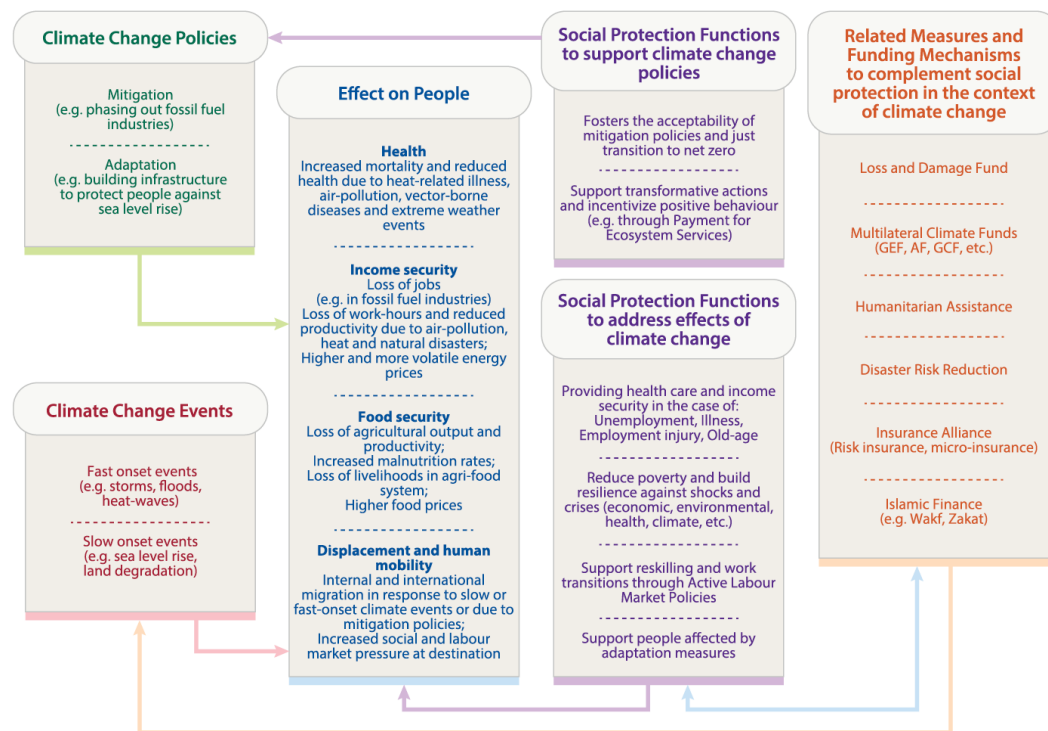 Climate Change Policies
Mitigation
(e.g. phasing out fossil fuel
industries)
Adaptation
(e.g. building infrastructure
to protect people against
sea level rise)
Climate Change Events
Fast onset events
(e.g. storms, floods,
heat-waves)
Slow onset events
(e.g. sea level rise,
land degradation)
Effect on People
Health
Increased mortality and reduced
health due to heat-related illness,
air-pollution, vector-borne
diseases and extreme weather
events
Income security
Loss of jobs
(e.g. in fossil fuel industries)
Loss of work-hours and reduced
productivity due to air-pollution,
heat and natural disasters;
Higher and more volatile energy
prices
Food security
Loss of agricultural output and
productivity;
Increased malnutrition rates;
Loss of livelihoods in agri-food
system;
Higher food prices
Displacement and human
mobility
Internal and international
migration in response to slow or
fast-onset climate events or due to
mitigation policies;
Increased social and labour
market pressure at destination
Social Protection Functions
to support climate change
policies
Fosters the acceptability of
mitigation policies and just
transition to net zero
Support transformative actions
and incentivize positive behaviour
(e.g. through Payment for
Ecosystem Services)
Social Protection Functions
to address effects of
climate change
Providing health care and income
security in the case of:
Unemployment, Illness,
Employment injury, Old-age
Reduce poverty and build
resilience against shocks and
crises (economic, environmental,
health, climate, etc.)
Support reskilling and work
transitions through Active Labour
Market Policies
Support people affected by
adaptation measures
Related Measures and
Funding Mechanisms
to complement social
protection in the context
of climate change
Loss and Damage Fund
Multilateral Climate Funds
(GEF, AF, GCF, etc.)
Humanitarian Assistance
Disaster Risk Reduction
Insurance Alliance
(Risk insurance, micro-insurance)
Islamic Finance
(e.g. Wakf, Zakat)